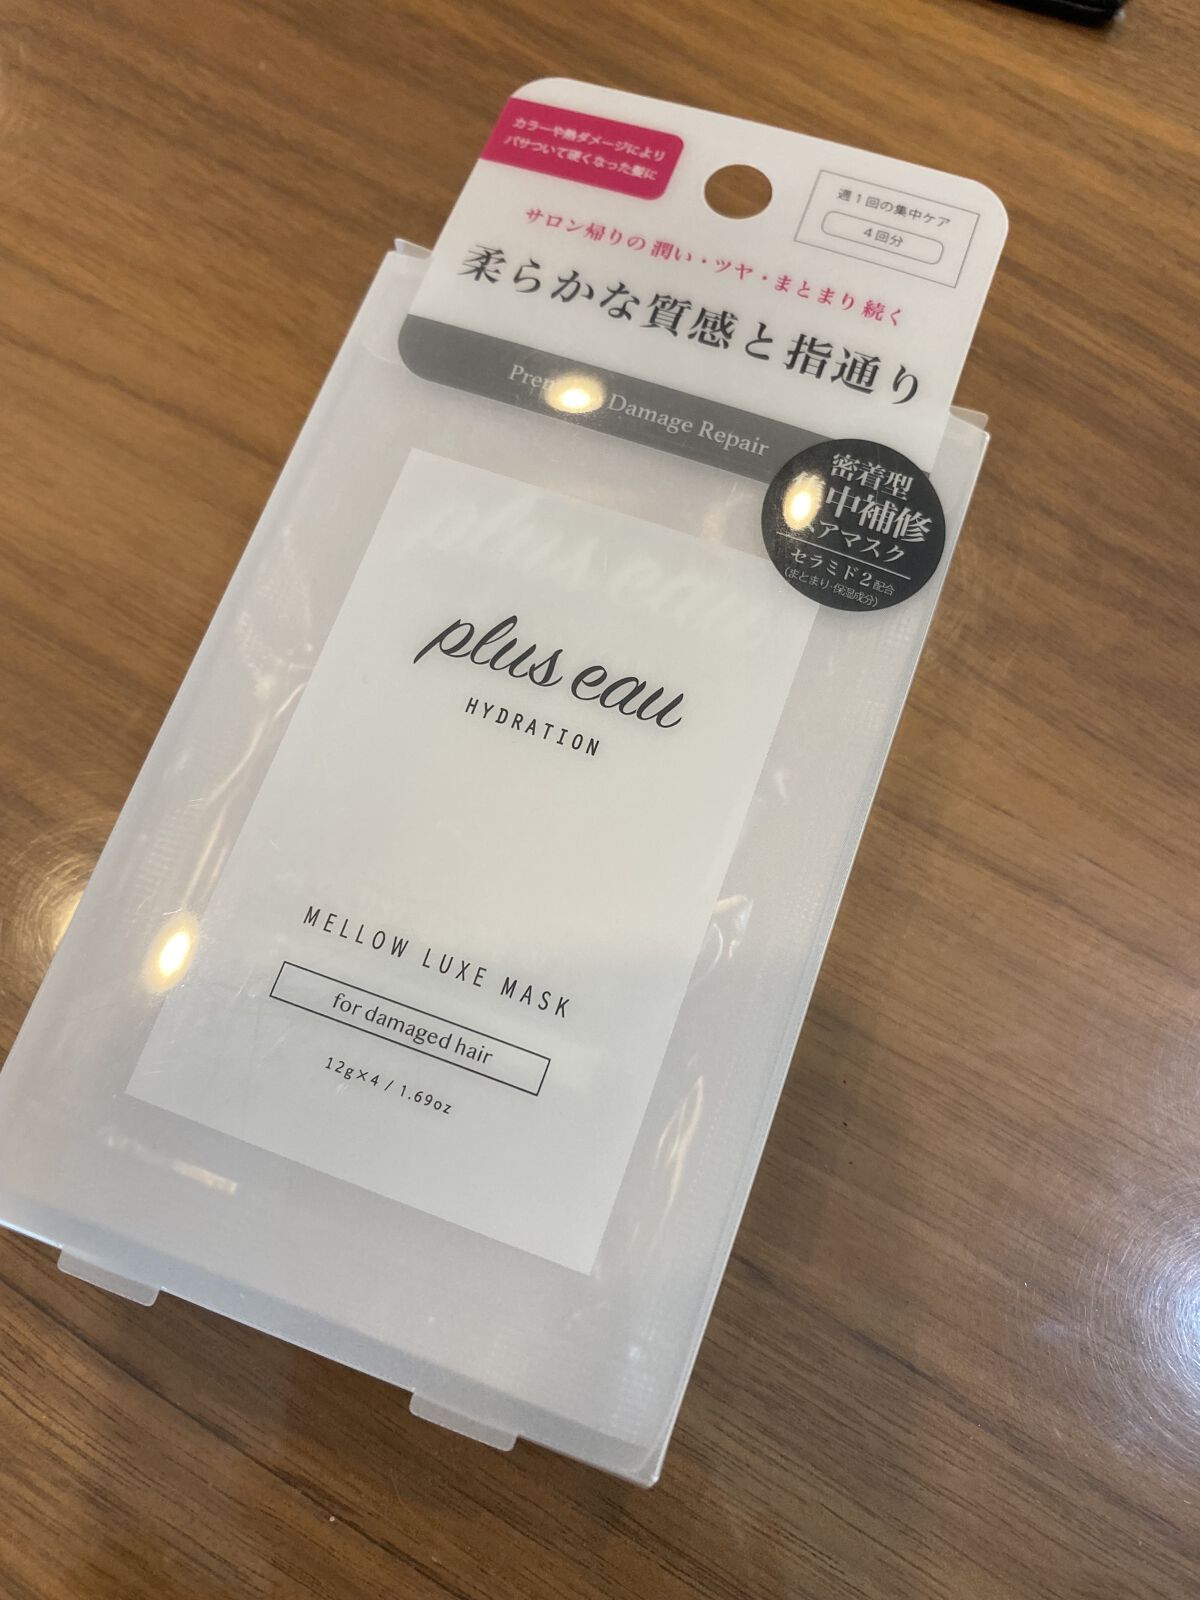 カラーや熱ダメージにより
パサついて硬くなった髪に
週1回の集中ケア
4回分
サロン帰りの潤い・ツヤ・まとまり続く
柔らかな質感と指通り
Damage Repair
密着型
中補修
アマスク
セラミド2配合
(まとまり・保湿成分)
plus eau
HYDRATION
MELLOW LUXE MASK
for damaged hair
12g×4 / 1.69oz